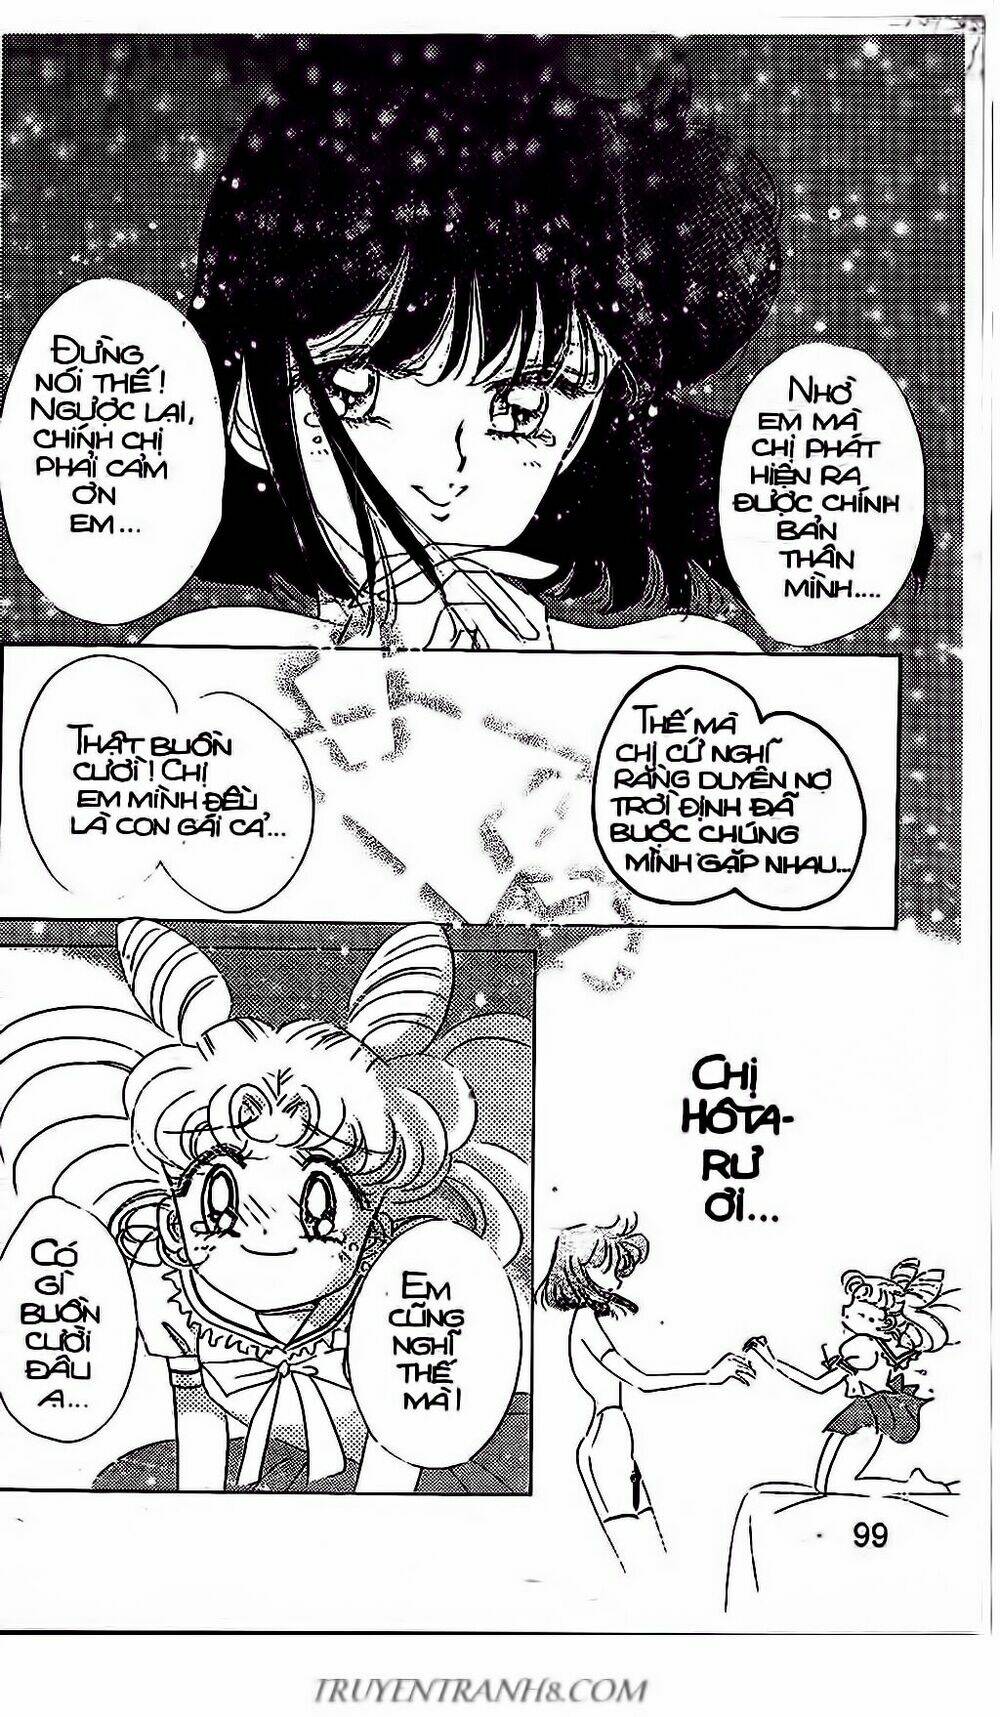 ĐỪNG
NÓI THẾ!
NGƯỢC LẠI,
CHÍNH CHỊ
PHẢI CẢM
ƠN
EM...
NHỜ
EM MÀ
CHỊ PHÁT
HIỆN RA
ĐƯỢC CHÍNH
BẢN
THÂN
MÌNH....
THẬT BUỒN
CƯỜI! CHỊ
EM MÌNH ĐỀU
LÀ CON GÁI CẢ...
THẾ MÀ
CHỊ CỨ NGHĨ
RẰNG DUYÊN NỢ
TRỜI ĐỊNH ĐÃ
BUỘC CHÚNG
MÌNH GẶP NHAU...
CÓ
GÌ
BUỒN
CƯỜI
ĐÂU
Ạ...
EM
CŨNG
NGHĨ
THẾ
MÀ!
CHỊ
HÔTA-
RƯ
ƠI...
99
TRUYENTRANH8.COM